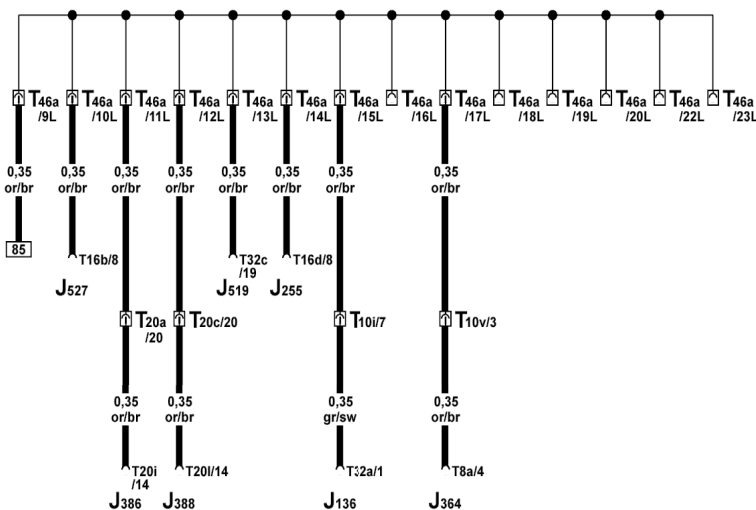 T46a /9L
T46a /10L
T46a /11L
T46a /12L
T46a /13L
T46a /14L
T46a /15L
T46a /16L
T46a /17L
T46a /18L
T46a /19L
T46a /20L
T46a /22L
T46a /23L
0,35 0,35 0,35 0,35 0,35 0,35 0,35 0,35
or/br or/br or/br or/br or/br or/br or/br or/br
85
T16b/8
J527
T32c
/19
J519
T16d/8
J255
T20a
/20
T20c/20
T10i/7
T10v/3
0,35 0,35 0,35 0,35
or/br or/br gr/sw or/br
T20i
/14
J386
T20l/14
J388
T32a/1
J136
T8a/4
J364